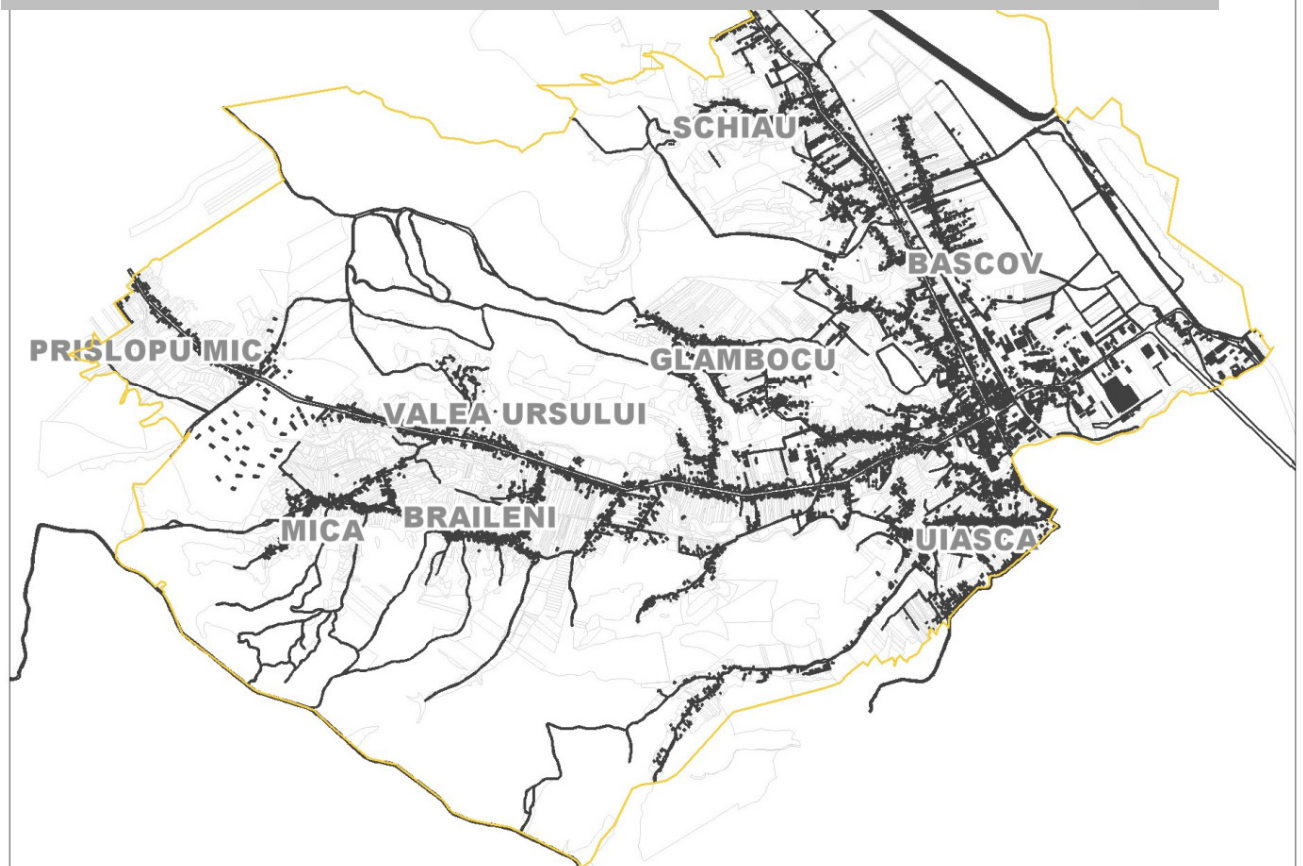 SCHIAU
BASCOV
PRISLOPU MIC
GLAMBOCU
VALEA URSULUI
MICA
BRAILENI
UIASCA